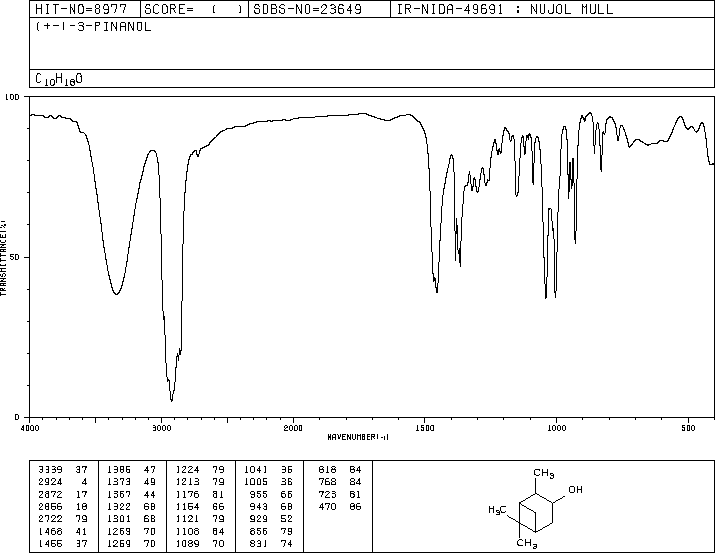 HIT-NO=8977 SCORE= ( ) SDBS-NO=23649 IR-NIDA-49691 : NUJOL MULL
(+-)-3-PINANOL
C10H18O
100
50
0
TRANSMITTANCE(%)
4000 3000 2000 1500 1000 500
WAVENUMBER(-1)
3339 37 1386 47 1224 79 1041 36 818 84
2924 4 1373 49 1213 79 1005 36 768 84
2872 17 1367 44 1176 81 955 66 723 81
2866 18 1322 68 1154 66 943 68 470 86
2722 79 1301 68 1121 79 929 52
1468 41 1269 70 1108 84 856 79
1455 37 1259 70 1089 70 831 74
CH3
OH
H3C
CH3